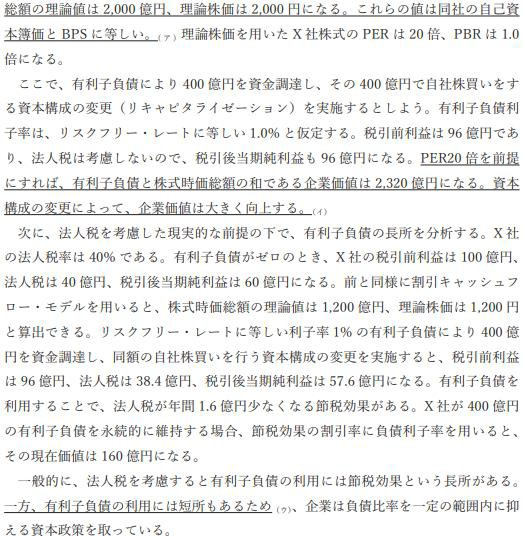 総額の理論値は 2,000 億円、理論株価は 2,000 円になる。これらの値は同社の自己資
本簿価と BPS に等しい。(ア) 理論株価を用いた X 社株式の PER は 20 倍、PBR は 1.0
倍になる。
ここで、有利子負債により 400 億円を資金調達し、その 400 億円で自社株買いをす
る資本構成の変更（リキャピタライゼーション）を実施するとしよう。有利子負債利
子率は、リスクフリー・レートに等しい 1.0%と仮定する。税引前利益は 96 億円であ
り、法人税は考慮しないので、税引後当期純利益も 96 億円になる。PER20 倍を前提
にすれば、有利子負債と株式時価総額の和である企業価値は 2,320 億円になる。資本
構成の変更によって、企業価値は大きく向上する。(イ)
次に、法人税を考慮した現実的な前提の下で、有利子負債の長所を分析する。X 社
の法人税率は 40%である。有利子負債がゼロのとき、X 社の税引前利益は 100 億円、
法人税は 40 億円、税引後当期純利益は 60 億円になる。前と同様に割引キャッシュフ
ロー・モデルを用いると、株式時価総額の理論値は 1,200 億円、理論株価は 1,200 円
と算出できる。リスクフリー・レートに等しい利子率 1%の有利子負債により 400 億
円を資金調達し、同額の自社株買いを行う資本構成の変更を実施すると、税引前利益
は 96 億円、法人税は 38.4 億円、税引後当期純利益は 57.6 億円になる。有利子負債を
利用することで、法人税が年間 1.6 億円少なくなる節税効果がある。X 社が 400 億円
の有利子負債を永続的に維持する場合、節税効果の割引率に負債利子率を用いると、
その現在価値は 160 億円になる。
一般的に、法人税を考慮すると有利子負債の利用には節税効果という長所がある。
一方、有利子負債の利用には短所もあるため (ウ)、企業は負債比率を一定の範囲内に抑
える資本政策を取っている。